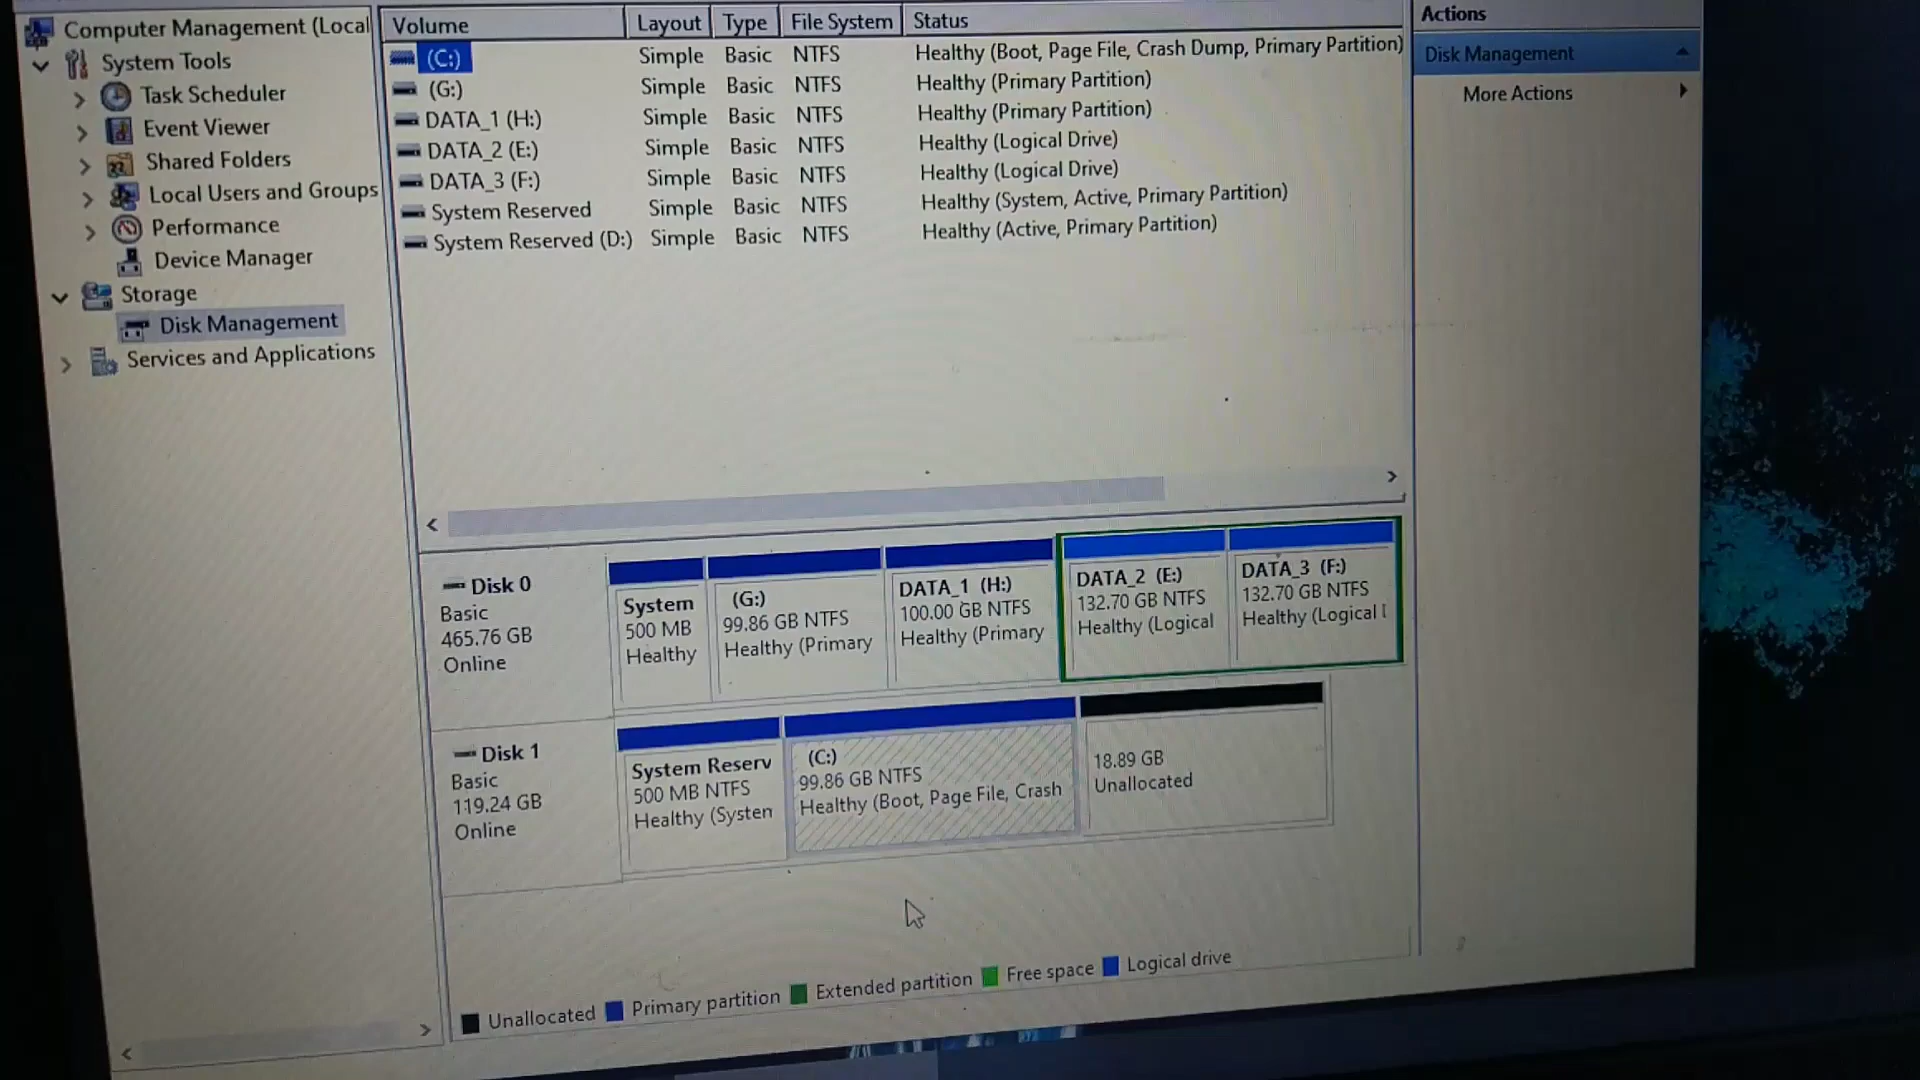 Computer Management (Local
System Tools
Task Scheduler
Event Viewer
Shared Folders
Local Users and Groups
Performance
Device Manager
Storage
Disk Management
Services and Applications
Volume Layout Type File System Status
(C:) Simple Basic NTFS Healthy (Boot, Page File, Crash Dump, Primary Partition)
(G:) Simple Basic NTFS Healthy (Primary Partition)
DATA_1 (H:) Simple Basic NTFS Healthy (Primary Partition)
DATA_2 (E:) Simple Basic NTFS Healthy (Logical Drive)
DATA_3 (F:) Simple Basic NTFS Healthy (Logical Drive)
System Reserved Simple Basic NTFS Healthy (System, Active, Primary Partition)
System Reserved (D:) Simple Basic NTFS Healthy (Active, Primary Partition)
Disk 0
Basic
465.76 GB
Online
System
500 MB
Healthy
(G:)
99.86 GB NTFS
Healthy (Primary
DATA_1 (H:)
100.00 GB NTFS
Healthy (Primary
DATA_2 (E:)
132.70 GB NTFS
Healthy (Logical
DATA_3 (F:)
132.70 GB NTFS
Healthy (Logical I
Disk 1
Basic
119.24 GB
Online
System Reserv
500 MB NTFS
Healthy (Systen
(C:)
99.86 GB NTFS
Healthy (Boot, Page File, Crash
18.89 GB
Unallocated
Unallocated Primary partition Extended partition Free space Logical drive
Actions
Disk Management
More Actions